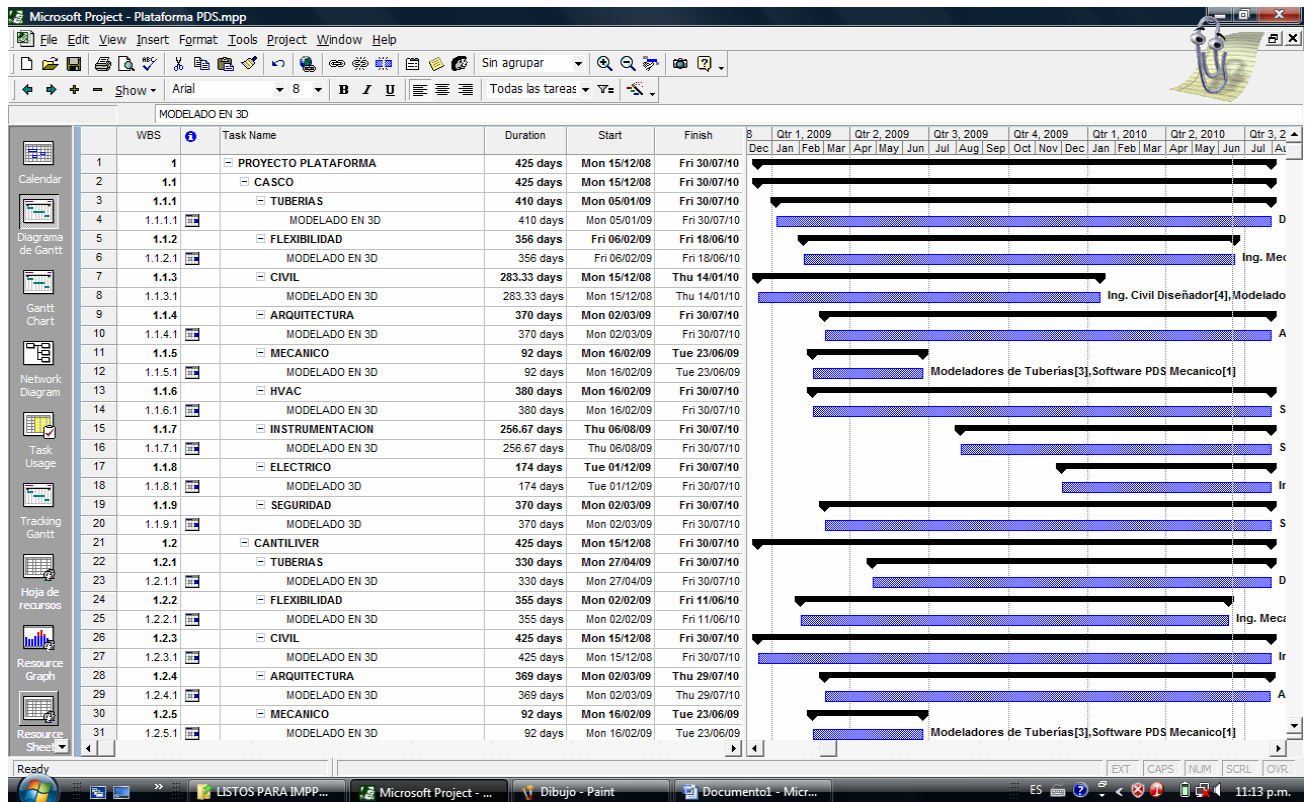 Microsoft Project - Plataforma PDS.mpp
File Edit View Insert Format Tools Project Window Help
Sin agrupar
Show Arial 8 B I U Todas las tareas
MODELADO EN 3D
WBS Task Name Duration Start Finish
8 Qtr 1, 2009 Qtr 2, 2009 Qtr 3, 2009 Qtr 4, 2009 Qtr 1, 2010 Qtr 2, 2010 Qtr 3, 2
Dec Jan Feb Mar Apr May Jun Jul Aug Sep Oct Nov Dec Jan Feb Mar Apr May Jun Jul Au
1 1 PROYECTO PLATAFORMA 425 days Mon 15/12/08 Fri 30/07/10
2 1.1 CASCO 425 days Mon 15/12/08 Fri 30/07/10
3 1.1.1 TUBERIAS 410 days Mon 05/01/09 Fri 30/07/10
4 1.1.1.1 MODELADO EN 3D 410 days Mon 05/01/09 Fri 30/07/10 D
5 1.1.2 FLEXIBILIDAD 356 days Fri 06/02/09 Fri 18/06/10
6 1.1.2.1 MODELADO EN 3D 356 days Fri 06/02/09 Fri 18/06/10 Ing. Mec
7 1.1.3 CIVIL 283.33 days Mon 15/12/08 Thu 14/01/10
8 1.1.3.1 MODELADO EN 3D 283.33 days Mon 15/12/08 Thu 14/01/10 Ing. Civil Diseñador[4],Modelado
9 1.1.4 ARQUITECTURA 370 days Mon 02/03/09 Fri 30/07/10
10 1.1.4.1 MODELADO EN 3D 370 days Mon 02/03/09 Fri 30/07/10 A
11 1.1.5 MECANICO 92 days Mon 16/02/09 Tue 23/06/09
12 1.1.5.1 MODELADO EN 3D 92 days Mon 16/02/09 Tue 23/06/09 Modeladores de Tuberías[3],Software PDS Mecanico[1]
13 1.1.6 HVAC 380 days Mon 16/02/09 Fri 30/07/10
14 1.1.6.1 MODELADO EN 3D 380 days Mon 16/02/09 Fri 30/07/10 S
15 1.1.7 INSTRUMENTACION 256.67 days Thu 06/08/09 Fri 30/07/10
16 1.1.7.1 MODELADO EN 3D 256.67 days Thu 06/08/09 Fri 30/07/10 S
17 1.1.8 ELECTRICO 174 days Tue 01/12/09 Fri 30/07/10
18 1.1.8.1 MODELADO 3D 174 days Tue 01/12/09 Fri 30/07/10 Ir
19 1.1.9 SEGURIDAD 370 days Mon 02/03/09 Fri 30/07/10
20 1.1.9.1 MODELADO 3D 370 days Mon 02/03/09 Fri 30/07/10 S
21 1.2 CANTILIVER 425 days Mon 15/12/08 Fri 30/07/10
22 1.2.1 TUBERIAS 330 days Mon 27/04/09 Fri 30/07/10
23 1.2.1.1 MODELADO EN 3D 330 days Mon 27/04/09 Fri 30/07/10 D
24 1.2.2 FLEXIBILIDAD 355 days Mon 02/02/09 Fri 11/06/10
25 1.2.2.1 MODELADO EN 3D 355 days Mon 02/02/09 Fri 11/06/10 Ing. Meca
26 1.2.3 CIVIL 425 days Mon 15/12/08 Fri 30/07/10
27 1.2.3.1 MODELADO EN 3D 425 days Mon 15/12/08 Fri 30/07/10 Ir
28 1.2.4 ARQUITECTURA 369 days Mon 02/03/09 Thu 29/07/10
29 1.2.4.1 MODELADO EN 3D 369 days Mon 02/03/09 Thu 29/07/10 A
30 1.2.5 MECANICO 92 days Mon 16/02/09 Tue 23/06/09
31 1.2.5.1 MODELADO EN 3D 92 days Mon 16/02/09 Tue 23/06/09 Modeladores de Tuberías[3],Software PDS Mecanico[1]
Calendar
Diagrama
de Gantt
Gantt
Chart
Network
Diagram
Task
Usage
Tracking
Gantt
Hoja de
recursos
Resource
Graph
Resource
Sheet
Ready EXT CAPS NUM SCRL OVR
LISTOS PARA IMPP... Microsoft Project - ... Dibujo - Paint Documento1 - Micr... ES 11:13 p.m.